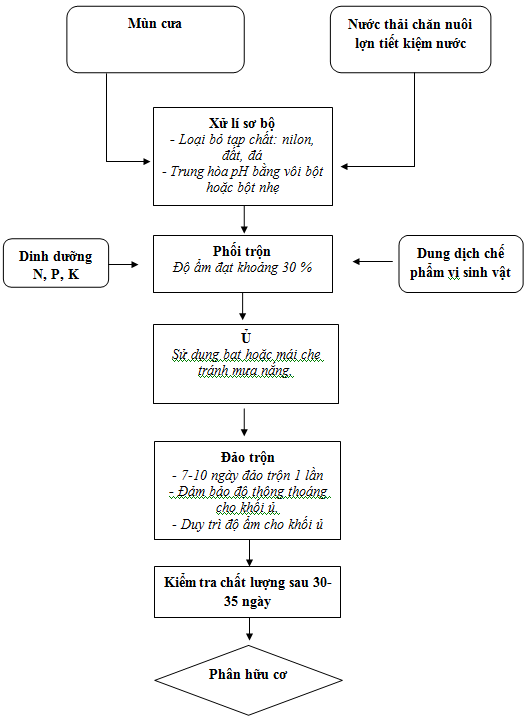 Mùn cưa
Nước thải chăn nuôi
lợn tiết kiệm nước
Xử lí sơ bộ
- Loại bỏ tạp chất: nilon,
đất, đá
- Trung hòa pH bằng vôi bột
hoặc bột nhẹ
Dinh dưỡng
N, P, K
Phối trộn
Độ ẩm đạt khoảng 30 %
Dung dịch chế
phẩm vi sinh vật
Ủ
Sử dụng bạt hoặc mái che
tránh mưa nắng.
Đảo trộn
- 7-10 ngày đảo trộn 1 lần
- Đảm bảo độ thông thoáng
cho khối ủ.
- Duy trì độ ẩm cho khối ủ
Kiểm tra chất lượng sau 30-
35 ngày
Phân hữu cơ